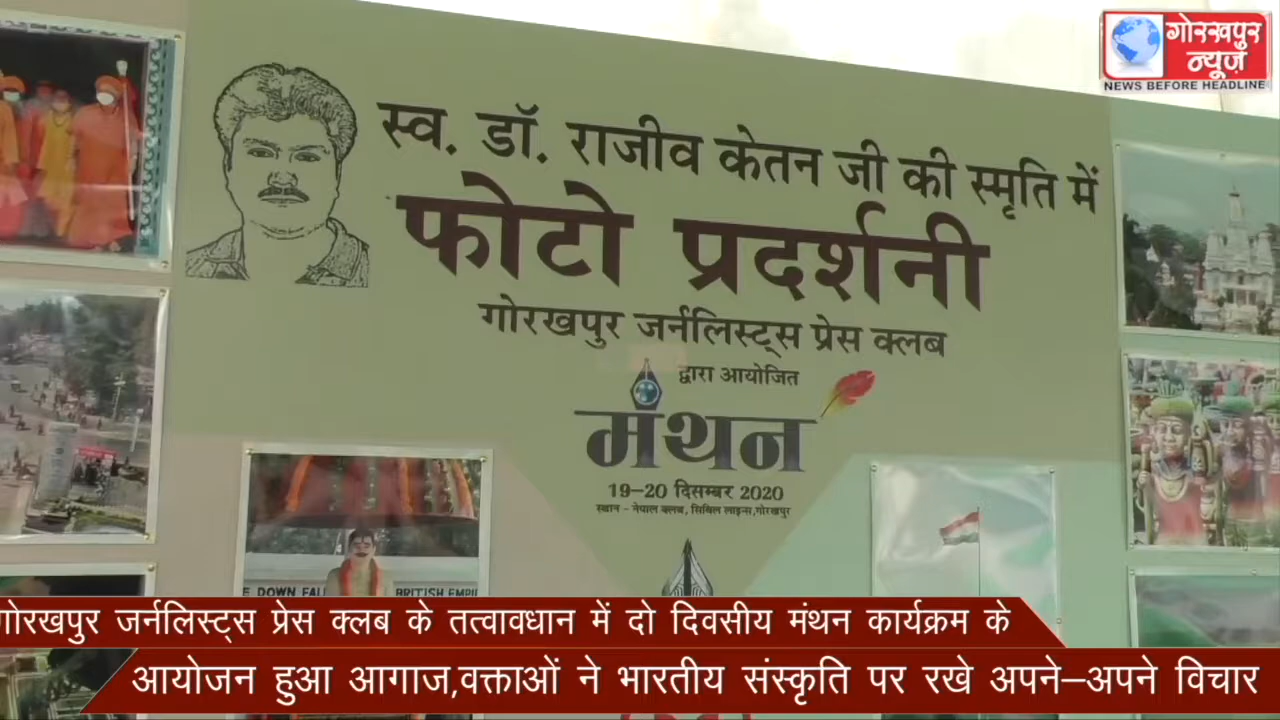 गोरखपुर
न्यूज़
NEWS BEFORE HEADLINE
स्व. डॉ. राजीव केतन जी की स्मृति में
फोटो प्रदर्शनी
गोरखपुर जर्नलिस्ट्स प्रेस क्लब
द्वारा आयोजित
मंथन
19–20 दिसम्बर 2020
स्थान - नेपाल क्लब, सिविल लाइन्स, गोरखपुर
E DOWN FALL BRITISH EMPI
गोरखपुर जर्नलिस्ट्स प्रेस क्लब के तत्वावधान में दो दिवसीय मंथन कार्यक्रम के
आयोजन हुआ आगाज,वक्ताओं ने भारतीय संस्कृति पर रखे अपने–अपने विचार